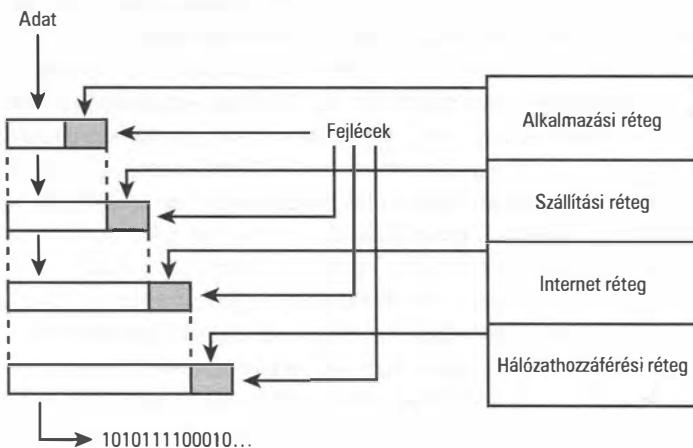 Adat
Alkalmazási réteg
Fejlécek
Szállítási réteg
Internet réteg
Hálózathozzáférési réteg
1010111100010...